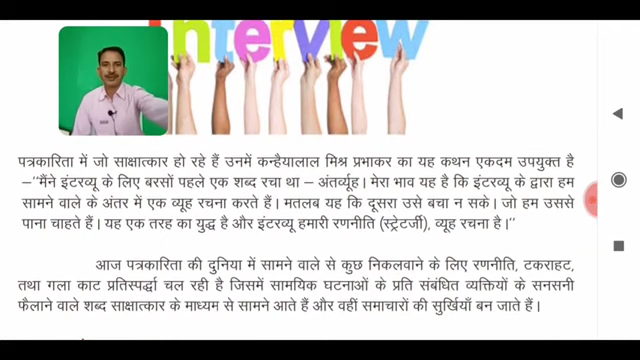 Interview
पत्रकारिता में जो साक्षात्कार हो रहे हैं उनमें कन्हैयालाल मिश्र प्रभाकर का यह कथन एकदम उपयुक्त है
–"मैंने इंटरव्यू के लिए बरसों पहले एक शब्द रचा था – अंतर्व्यूह। मेरा भाव यह है कि इंटरव्यू के द्वारा हम
सामने वाले के अंतर में एक व्यूह रचना करते हैं। मतलब यह कि दूसरा उसे बचा न सके। जो हम उससे
पाना चाहते हैं। यह एक तरह का युद्ध है और इंटरव्यू हमारी रणनीति (स्ट्रेटर्जी), व्यूह रचना है।"
आज पत्रकारिता की दुनिया में सामने वाले से कुछ निकलवाने के लिए रणनीति, टकराहट,
तथा गला काट प्रतिस्पर्द्धा चल रही है जिसमें सामयिक घटनाओं के प्रति संबंधित व्यक्तियों के सनसनी
फैलाने वाले शब्द साक्षात्कार के माध्यम से सामने आते हैं और वहीं समाचारों की सुर्खियाँ बन जाते हैं।